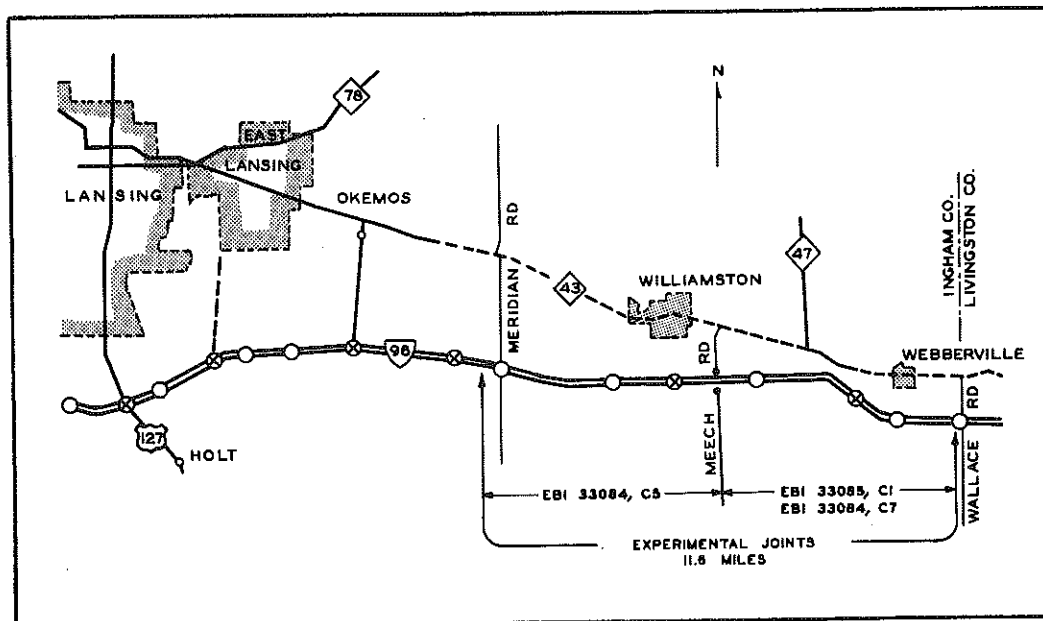 N
78
EAST
LANSING
LANSING
OKEMOS
RD
MERIDIAN
43
WILLIAMSTON
47
INGHAM CO.
LIVINGSTON CO.
WEBBERVILLE
96
RD
MEECH
RD
WALLACE
127
HOLT
EBI 33084, C5
EBI 33085, C1
EBI 33084, C7
EXPERIMENTAL JOINTS
11.6 MILES